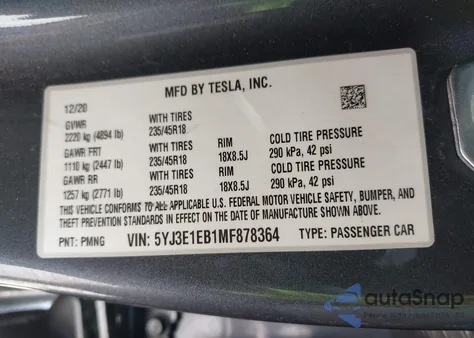 MFD BY TESLA, INC.
12/20
GVWR WITH TIRES
2220 kg (4894 lb) 235/45R18
GAWR FRT WITH TIRES RIM COLD TIRE PRESSURE
1110 kg (2447 lb) 235/45R18 18X8.5J 290 kPa, 42 psi
GAWR RR WITH TIRES RIM COLD TIRE PRESSURE
1257 kg (2771 lb) 235/45R18 18X8.5J 290 kPa, 42 psi
THIS VEHICLE CONFORMS TO ALL APPLICABLE U.S. FEDERAL MOTOR VEHICLE SAFETY, BUMPER, AND
THEFT PREVENTION STANDARDS IN EFFECT ON THE DATE OF MANUFACTURE SHOWN ABOVE.
PNT: PMNG VIN: 5YJ3E1EB1MF878364 TYPE: PASSENGER CAR
autoSnap